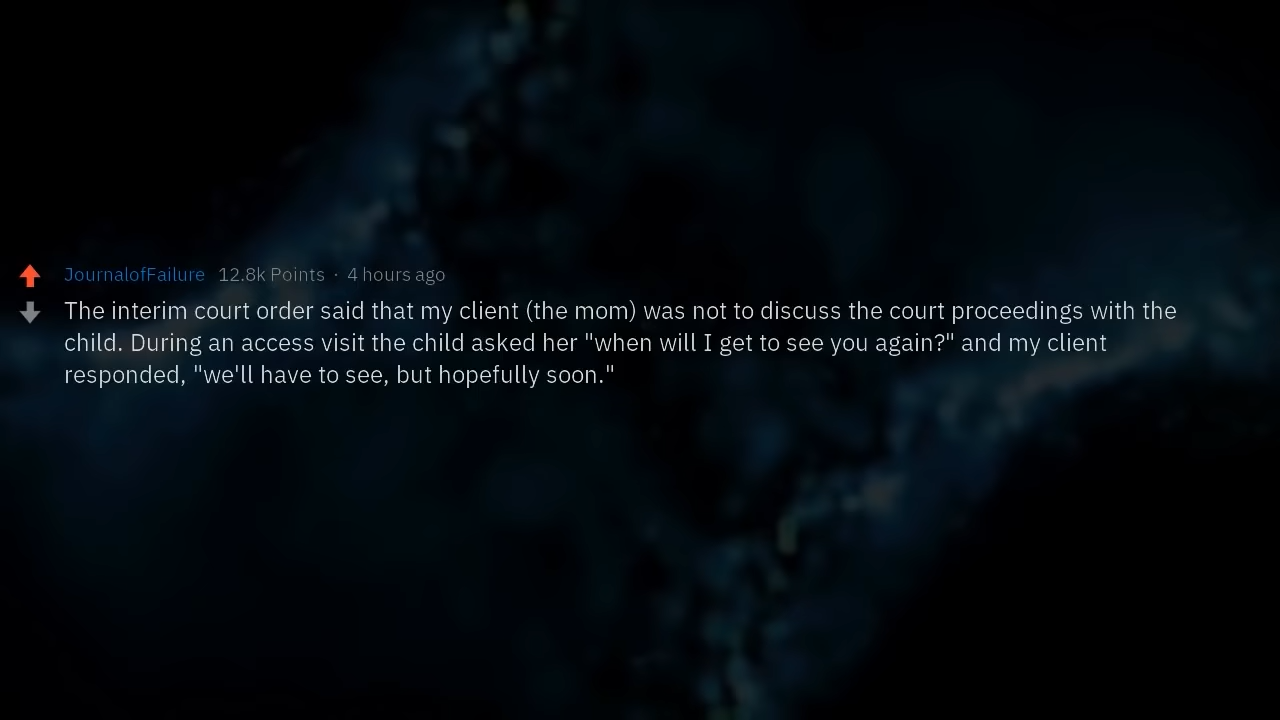 JournalofFailure 12.8k Points · 4 hours ago
The interim court order said that my client (the mom) was not to discuss the court proceedings with the
child. During an access visit the child asked her "when will I get to see you again?" and my client
responded, "we'll have to see, but hopefully soon."